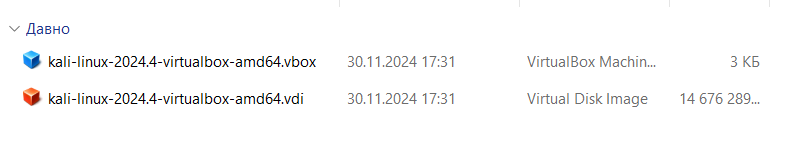 Давно
kali-linux-2024.4-virtualbox-amd64.vbox 30.11.2024 17:31 VirtualBox Machin... 3 КБ
kali-linux-2024.4-virtualbox-amd64.vdi 30.11.2024 17:31 Virtual Disk Image 14 676 289...